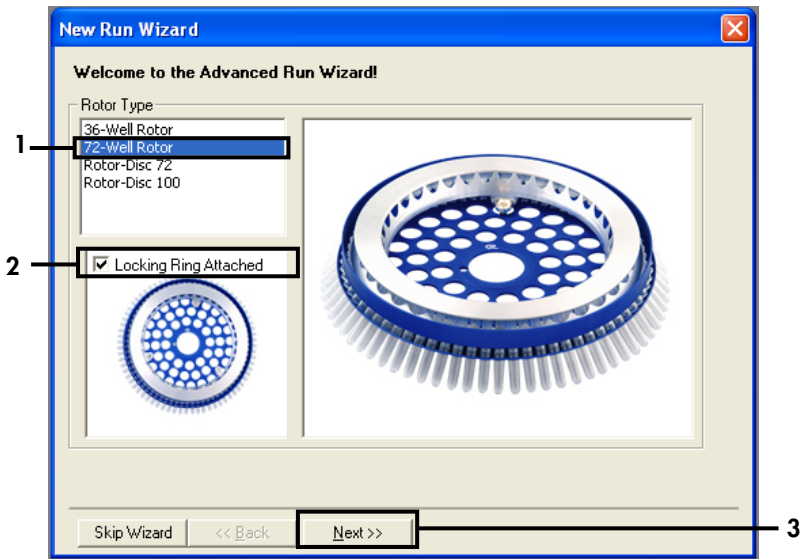 New Run Wizard
Welcome to the Advanced Run Wizard!
Rotor Type
36-Well Rotor
1
72-Well Rotor
Rotor-Disc 72
Rotor-Disc 100
2
Locking Ring Attached
Skip Wizard
<< Back
Next >>
3